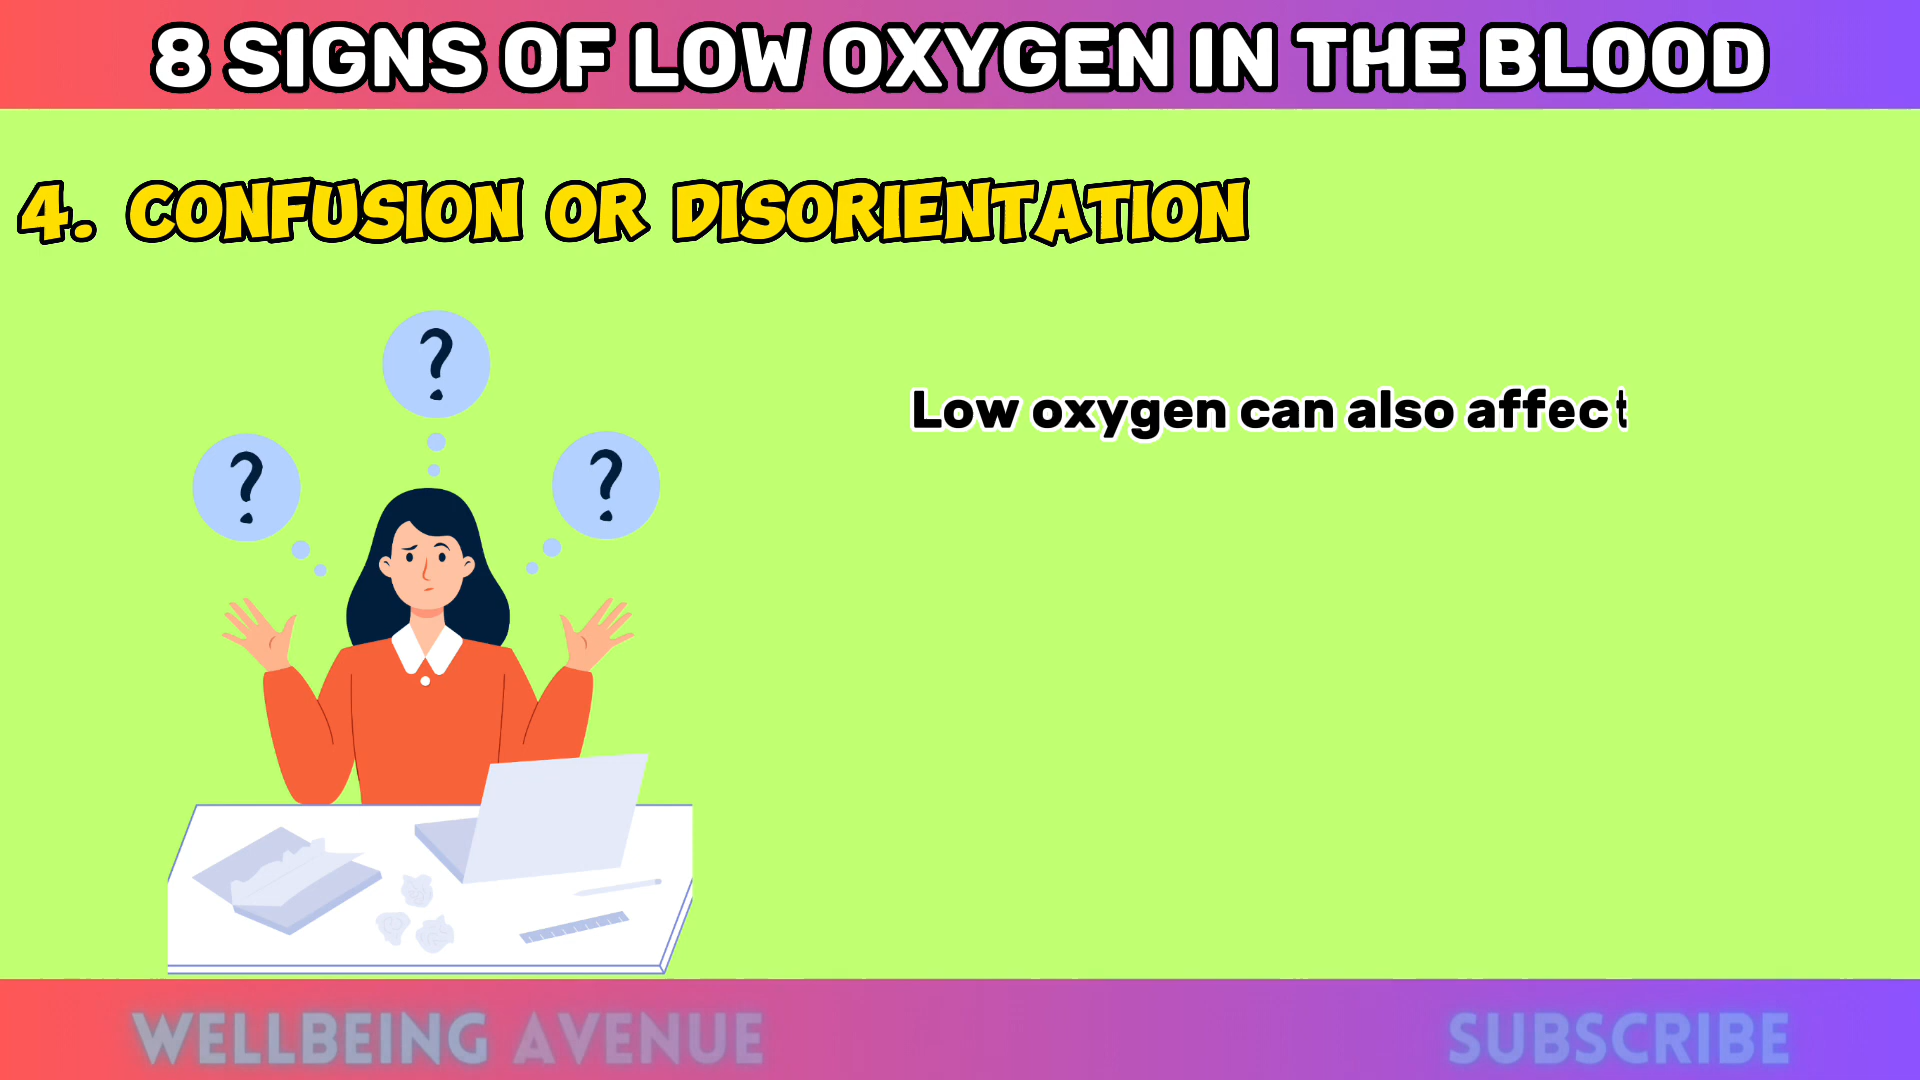 8 SIGNS OF LOW OXYGEN IN THE BLOOD
4. CONFUSION OR DISORIENTATION
?
? ?
Low oxygen can also affect
WELLBEING AVENUE SUBSCRIBE